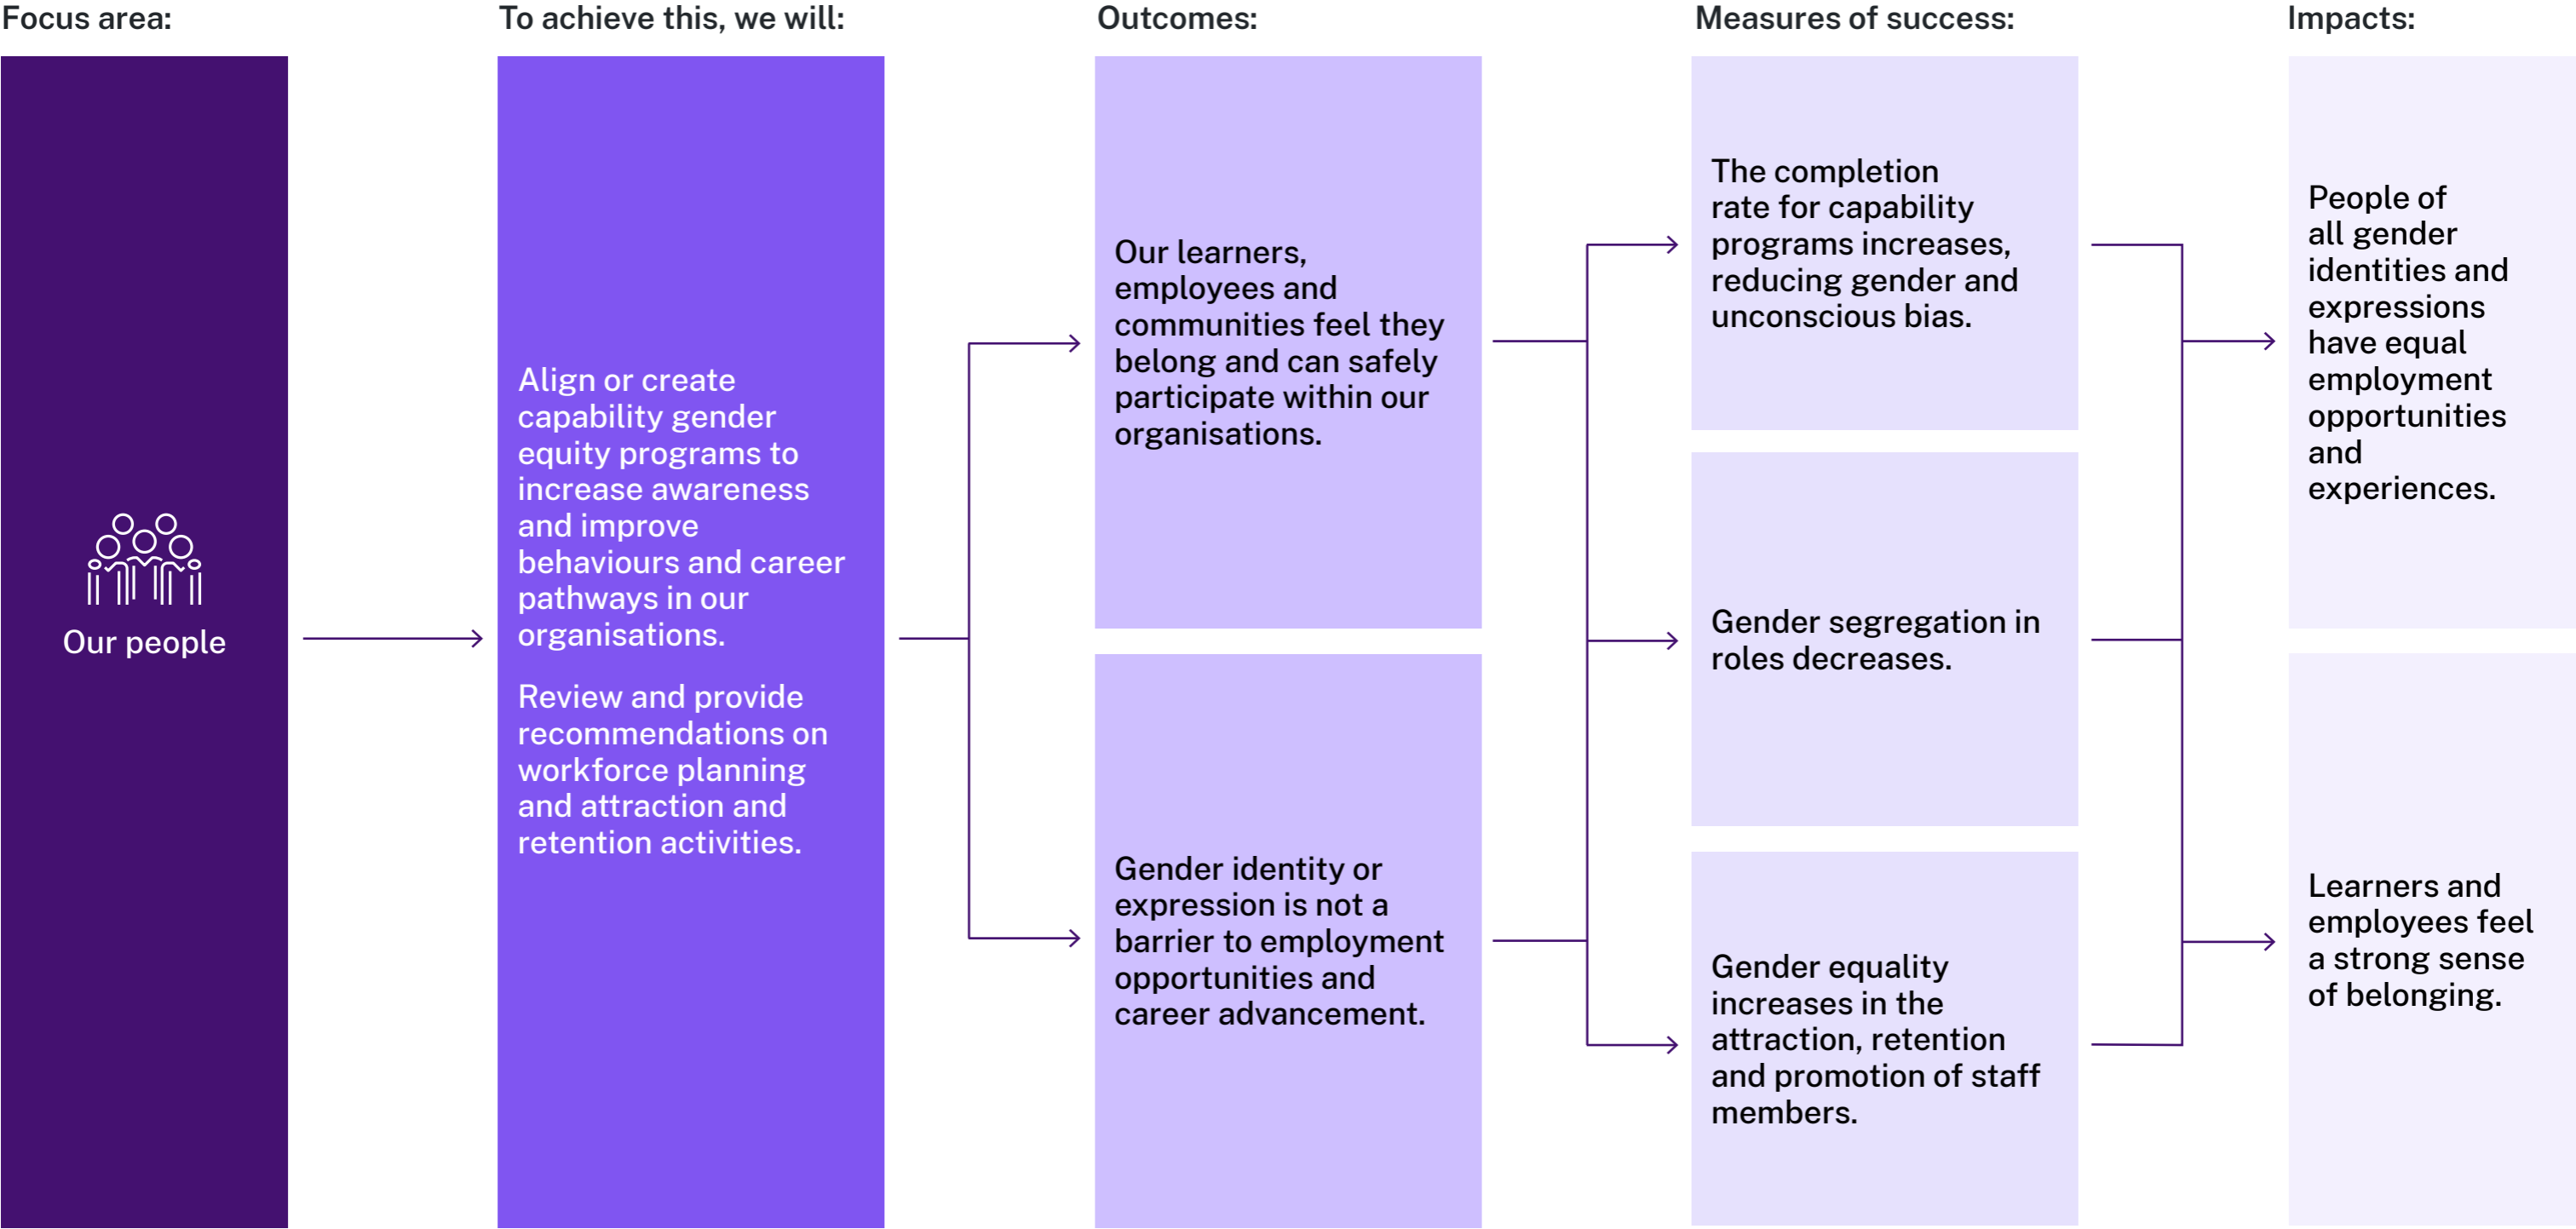 Focus area:
To achieve this, we will:
Outcomes:
Measures of success:
Impacts:
Our people
Align or create
capability gender
equity programs to
increase awareness
and improve
behaviours and career
pathways in our
organisations.
Review and provide
recommendations on
workforce planning
and attraction and
retention activities.
Our learners,
employees and
communities feel they
belong and can safely
participate within our
organisations.
Gender identity or
expression is not a
barrier to employment
opportunities and
career advancement.
The completion
rate for capability
programs increases,
reducing gender and
unconscious bias.
Gender segregation in
roles decreases.
Gender equality
increases in the
attraction, retention
and promotion of staff
members.
People of
all gender
identities and
expressions
have equal
employment
opportunities
and
experiences.
Learners and
employees feel
a strong sense
of belonging.